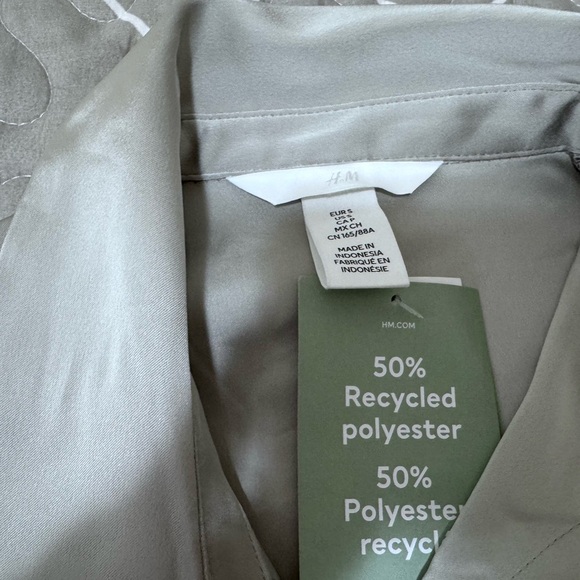 H&M
EUR S
US S
CA P
MX CH
CN 165/88A
MADE IN
INDONESIA
FABRIQUÉ EN
INDONÉSIE
HM.COM
50%
Recycled
polyester
50%
Polyester
recycl